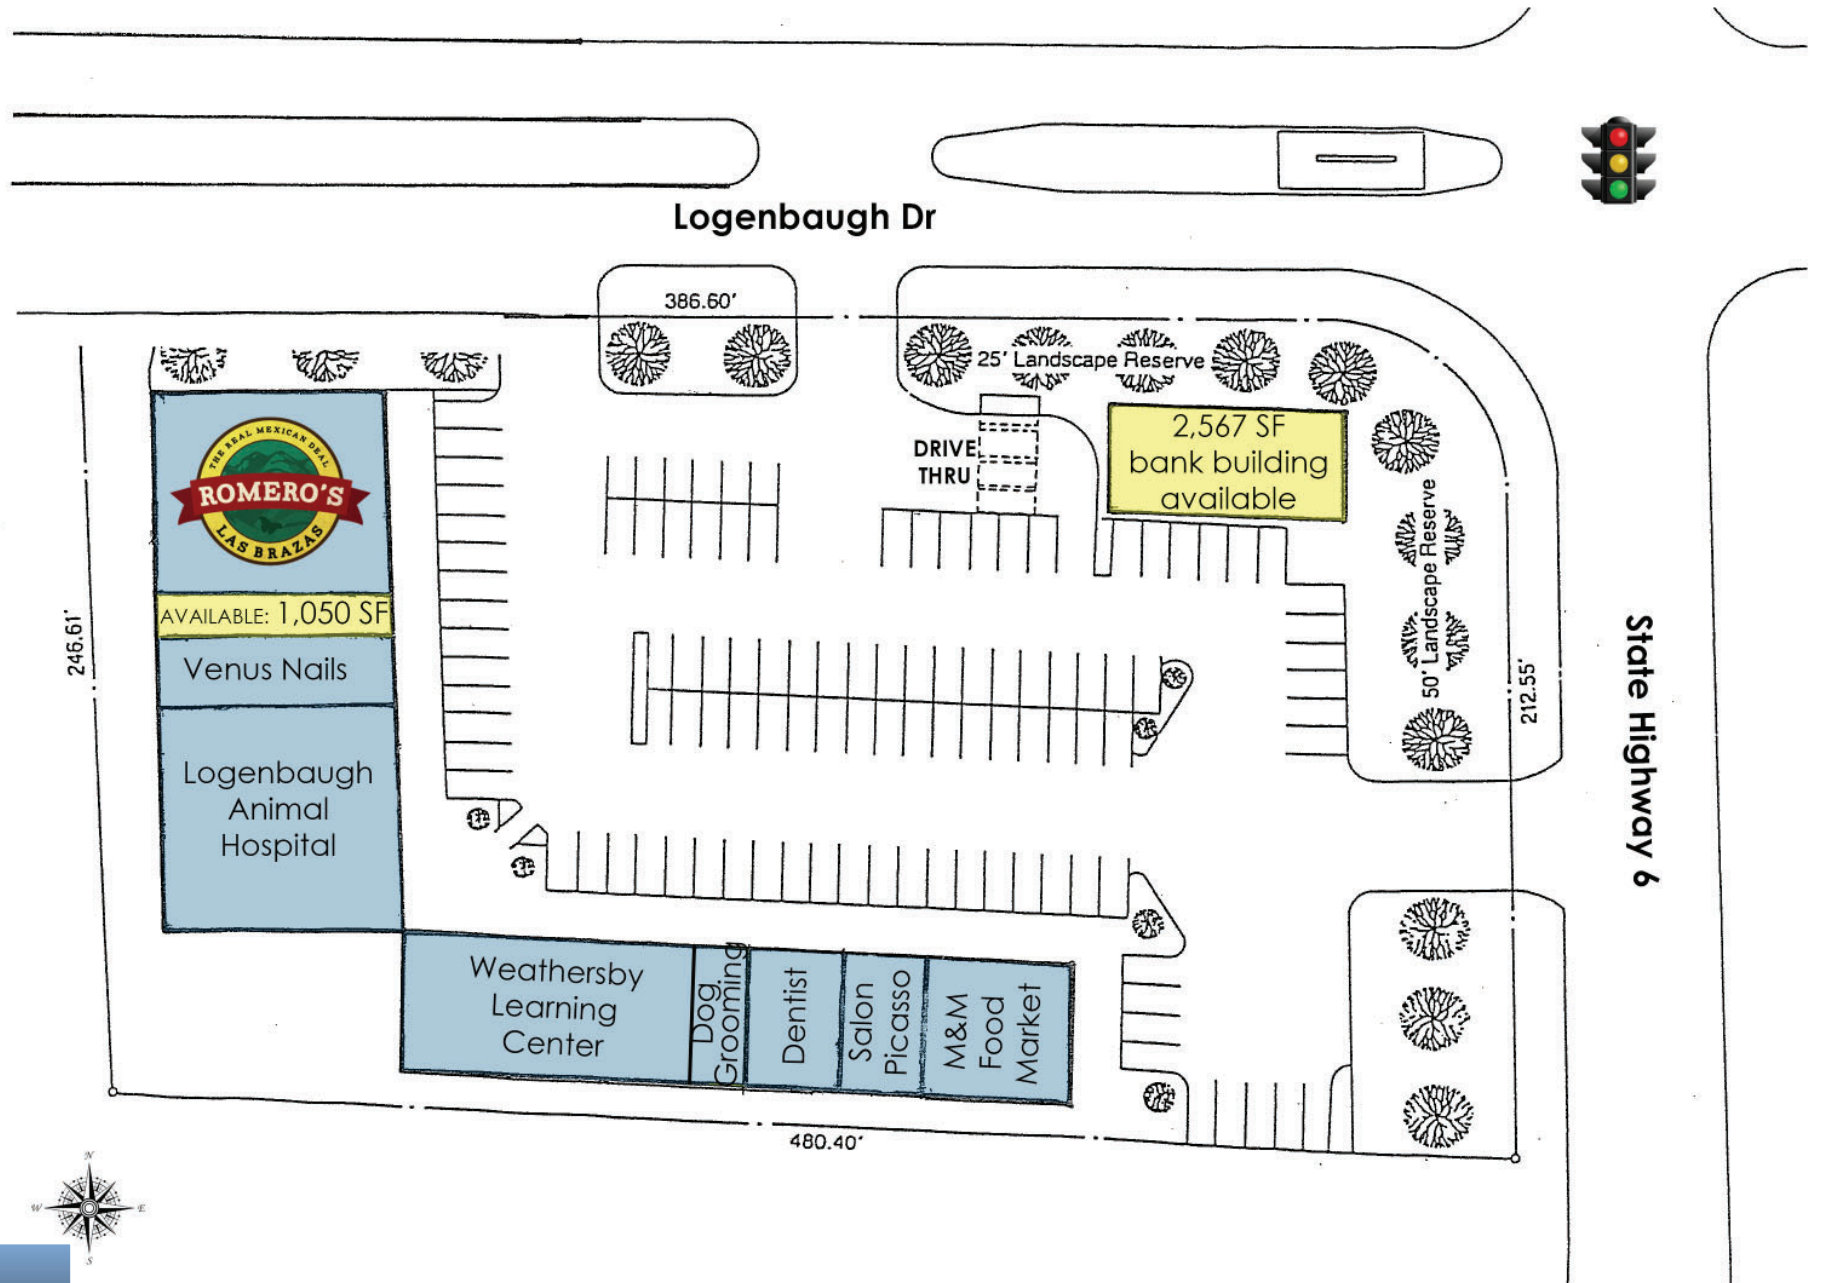 Logenbaugh Dr
386.60'
25' Landscape Reserve
DRIVE
THRU
2,567 SF
bank building
available
THE REAL MEXICAN DEAL
ROMERO'S
LAS BRAZAS
AVAILABLE: 1,050 SF
Venus Nails
Logenbaugh
Animal
Hospital
246.61'
50' Landscape Reserve
212.55'
State Highway 6
Weathersby
Learning
Center
Dog
Grooming
Dentist
Salon
Picasso
M&M
Food
Market
480.40'
N
W
E
S